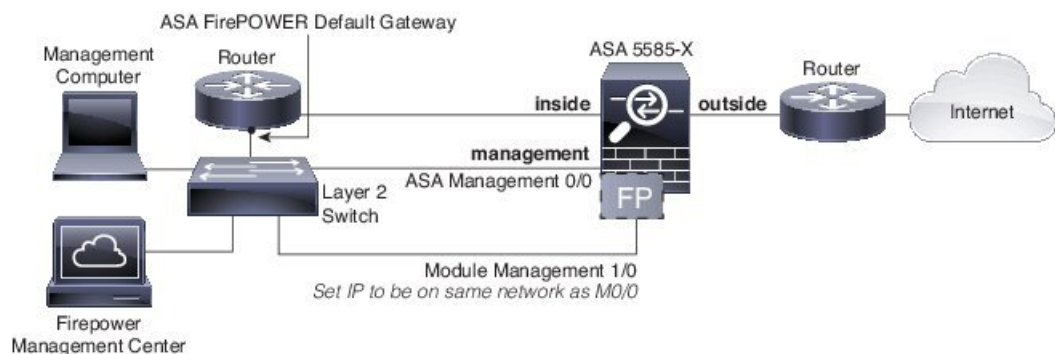 ASA FirePOWER Default Gateway
Management
Computer
Router
ASA 5585-X
Router
inside
outside
Internet
management
ASA Management 0/0
Layer 2
Switch
FP
Module Management 1/0
Set IP to be on same network as M0/0
Firepower
Management Center